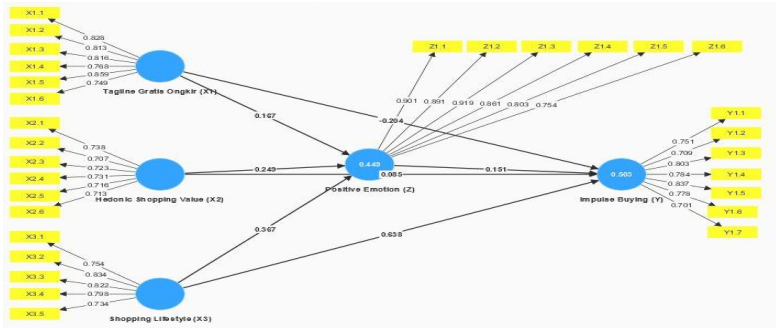 X1.1
X1.2
X1.3
X1.4
X1.5
X1.6
0.828
0.813
0.816
0.768
0.859
0.749
Tagline Gratis Ongkir (X1)
X2.1
X2.2
X2.3
X2.4
X2.5
X2.6
0.738
0.707
0.723
0.731
0.716
0.713
Hedonic Shopping Value (X2)
X3.1
X3.2
X3.3
X3.4
X3.5
0.754
0.834
0.822
0.798
0.734
Shopping Lifestyle (X3)
0.167
0.249
0.367
-0.204
0.151
0.085
0.638
Z1.1
Z1.2
Z1.3
Z1.4
Z1.5
Z1.6
0.901
0.891
0.919
0.861
0.803
0.754
0.449
Positive Emotion (Z)
Y1.1
Y1.2
Y1.3
Y1.4
Y1.5
Y1.6
Y1.7
0.751
0.709
0.803
0.784
0.837
0.778
0.701
Impulse Buying (Y)